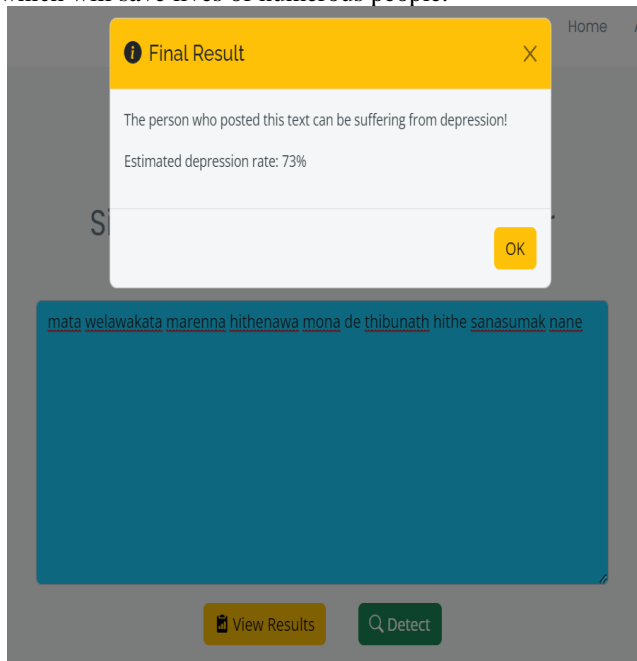 which will save lives of numerous people.
Home
Final Result
The person who posted this text can be suffering from depression!
Estimated depression rate: 73%
OK
mata welawakata marenna hithenawa mona de thibunath hithe sanasumak nane
View Results
Detect